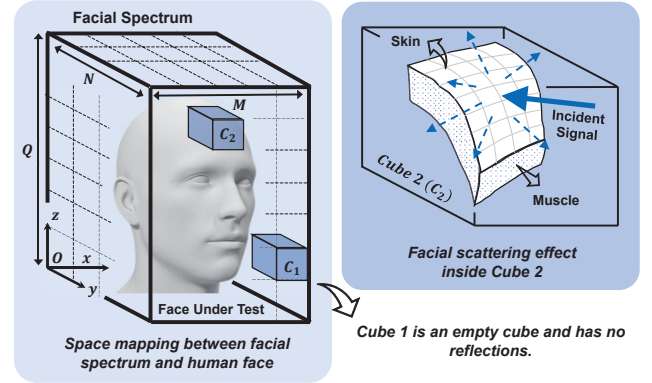 Facial Spectrum
N
M
Q
C₂
z
O
x
y
C₁
Face Under Test
Space mapping between facial
spectrum and human face
Skin
Incident
Signal
Cube 2 (C₂)
Muscle
Facial scattering effect
inside Cube 2
Cube 1 is an empty cube and has no
reflections.